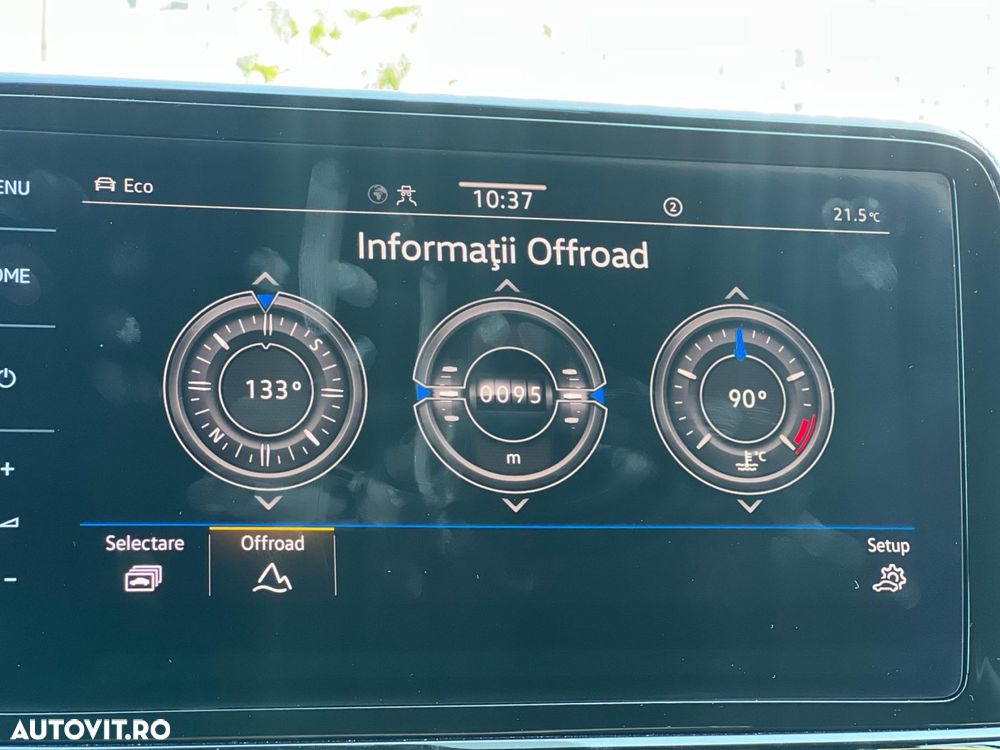 ENU
Eco
10:37
2
21.5°C
Informaţii Offroad
OME
S
N
133°
0095
m
90°
°C
+
Selectare
Offroad
Setup
-
AUTOVIT.RO